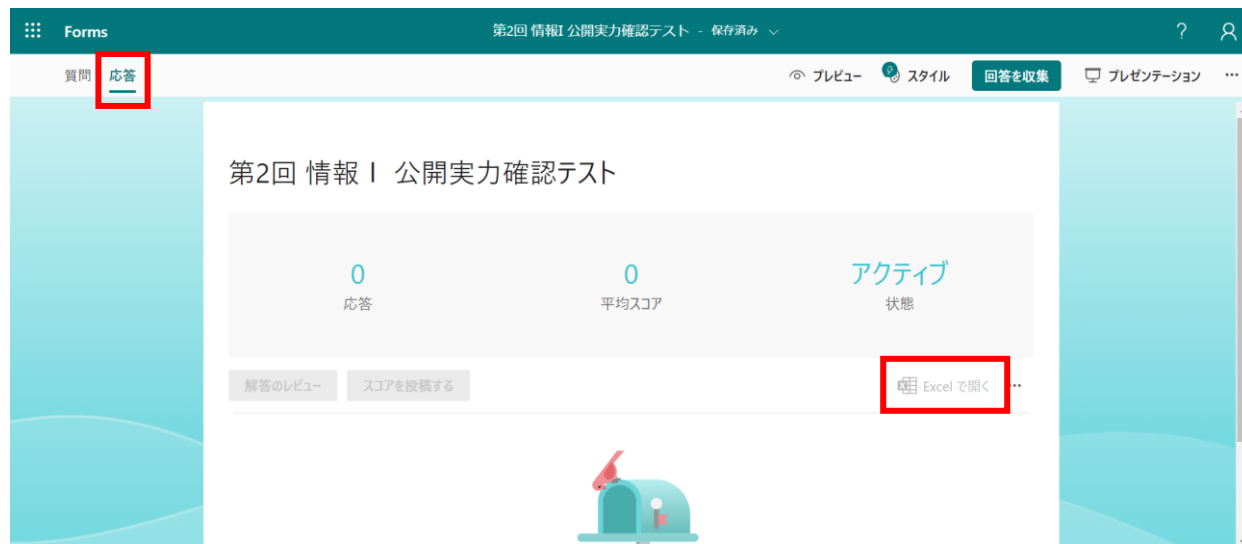 Forms 第2回 情報I 公開実力確認テスト - 保存済み ?
質問 応答 プレビュー スタイル 回答を収集 プレゼンテーション …
第2回 情報Ⅰ 公開実力確認テスト
0 0 アクティブ
応答 平均スコア 状態
解答のレビュー スコアを投稿する Excel で開く …